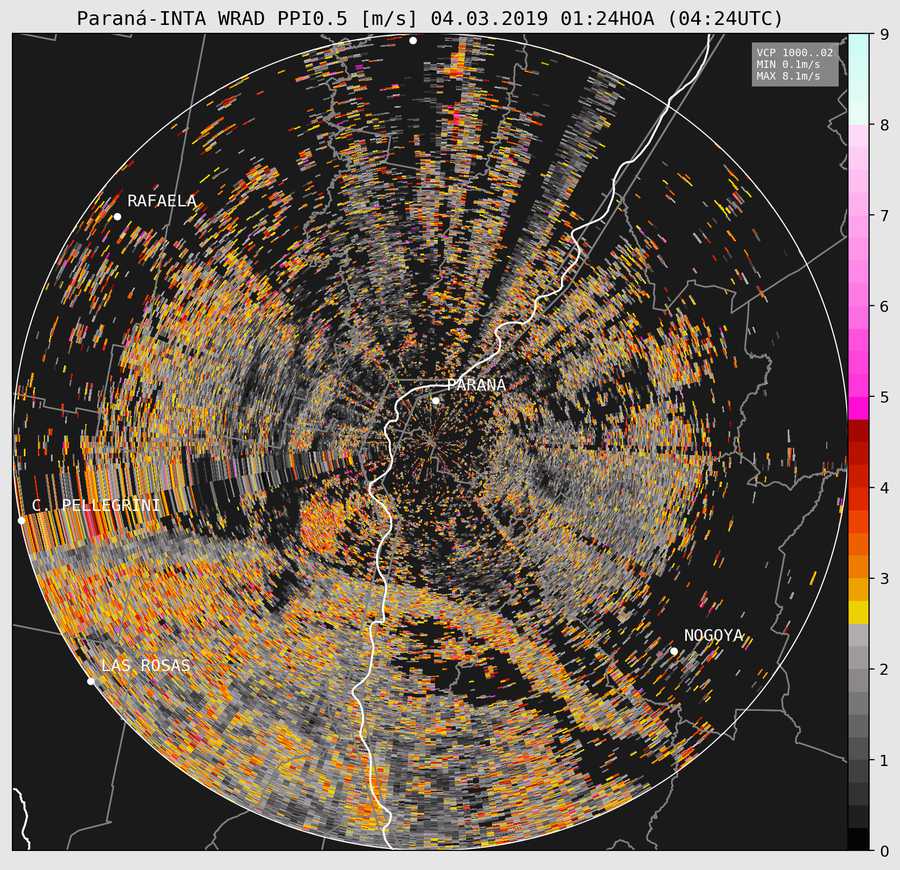 Paraná-INTA WRAD PPI0.5 [m/s] 04.03.2019 01:24HOA (04:24UTC)
VCP 1000..02
MIN 0.1m/s
MAX 8.1m/s
RAFAELA
PARANÁ
C. PELLEGRINI
NOGOYA
LAS ROSAS
9
8
7
6
5
4
3
2
1
0